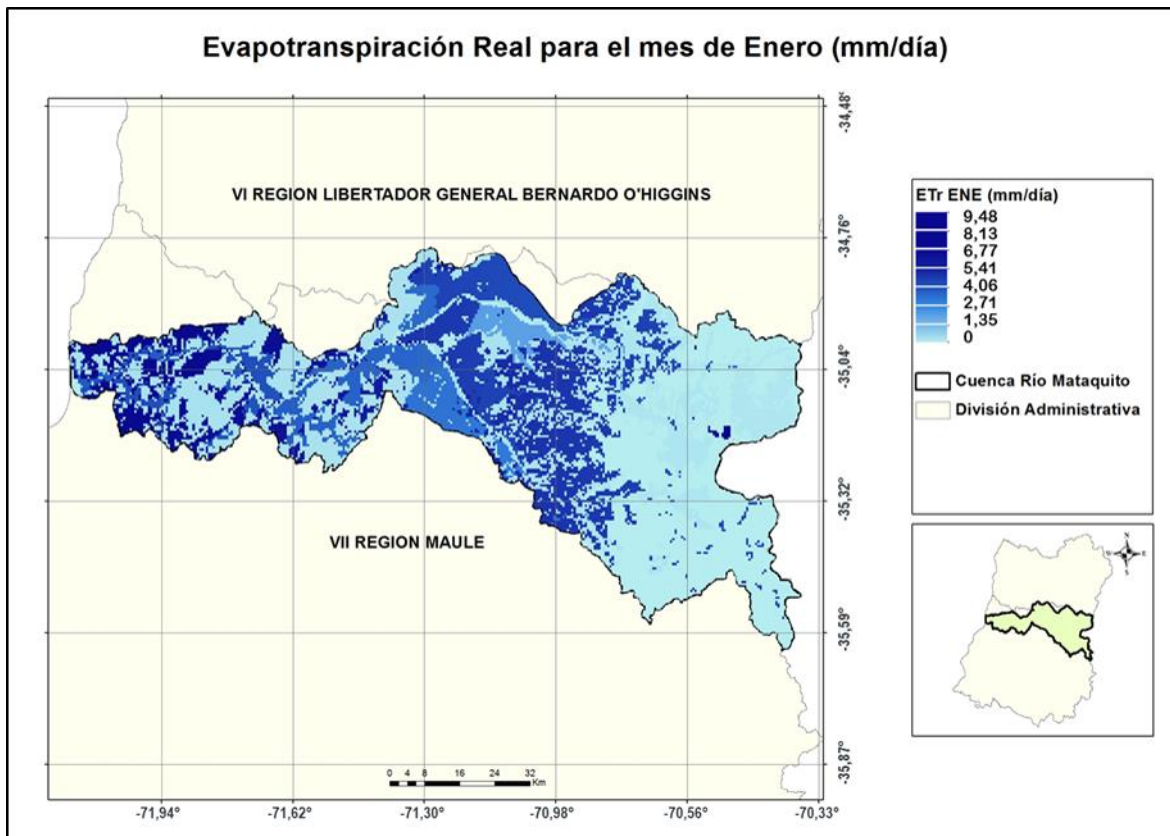 Evapotranspiración Real para el mes de Enero (mm/día)
VI REGION LIBERTADOR GENERAL BERNARDO O'HIGGINS
VII REGION MAULE
-34,48°
-34,76°
-35,04°
-35,32°
-35,59°
-35,87°
0 4 8 16 24 32
Km
-71,94° -71,62° -71,30° -70,98° -70,56° -70,33°
ETr ENE (mm/día)
9,48
8,13
6,77
5,41
4,06
2,71
1,35
0
Cuenca Río Mataquito
División Administrativa
N
W E
S